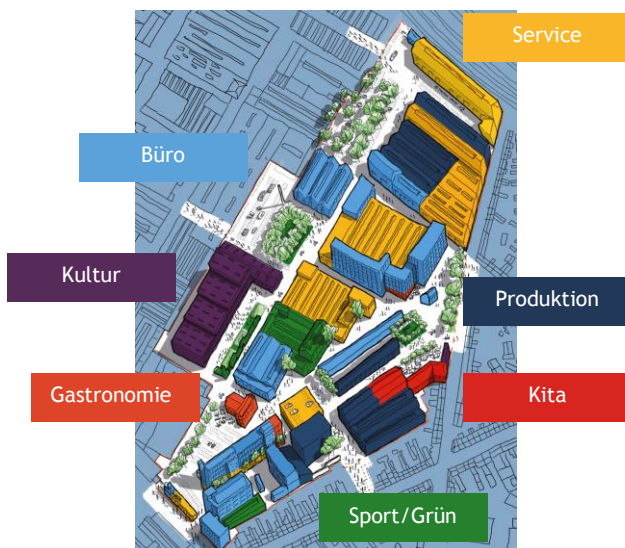 Service
Büro
Kultur
Produktion
Gastronomie
Kita
Sport/Grün